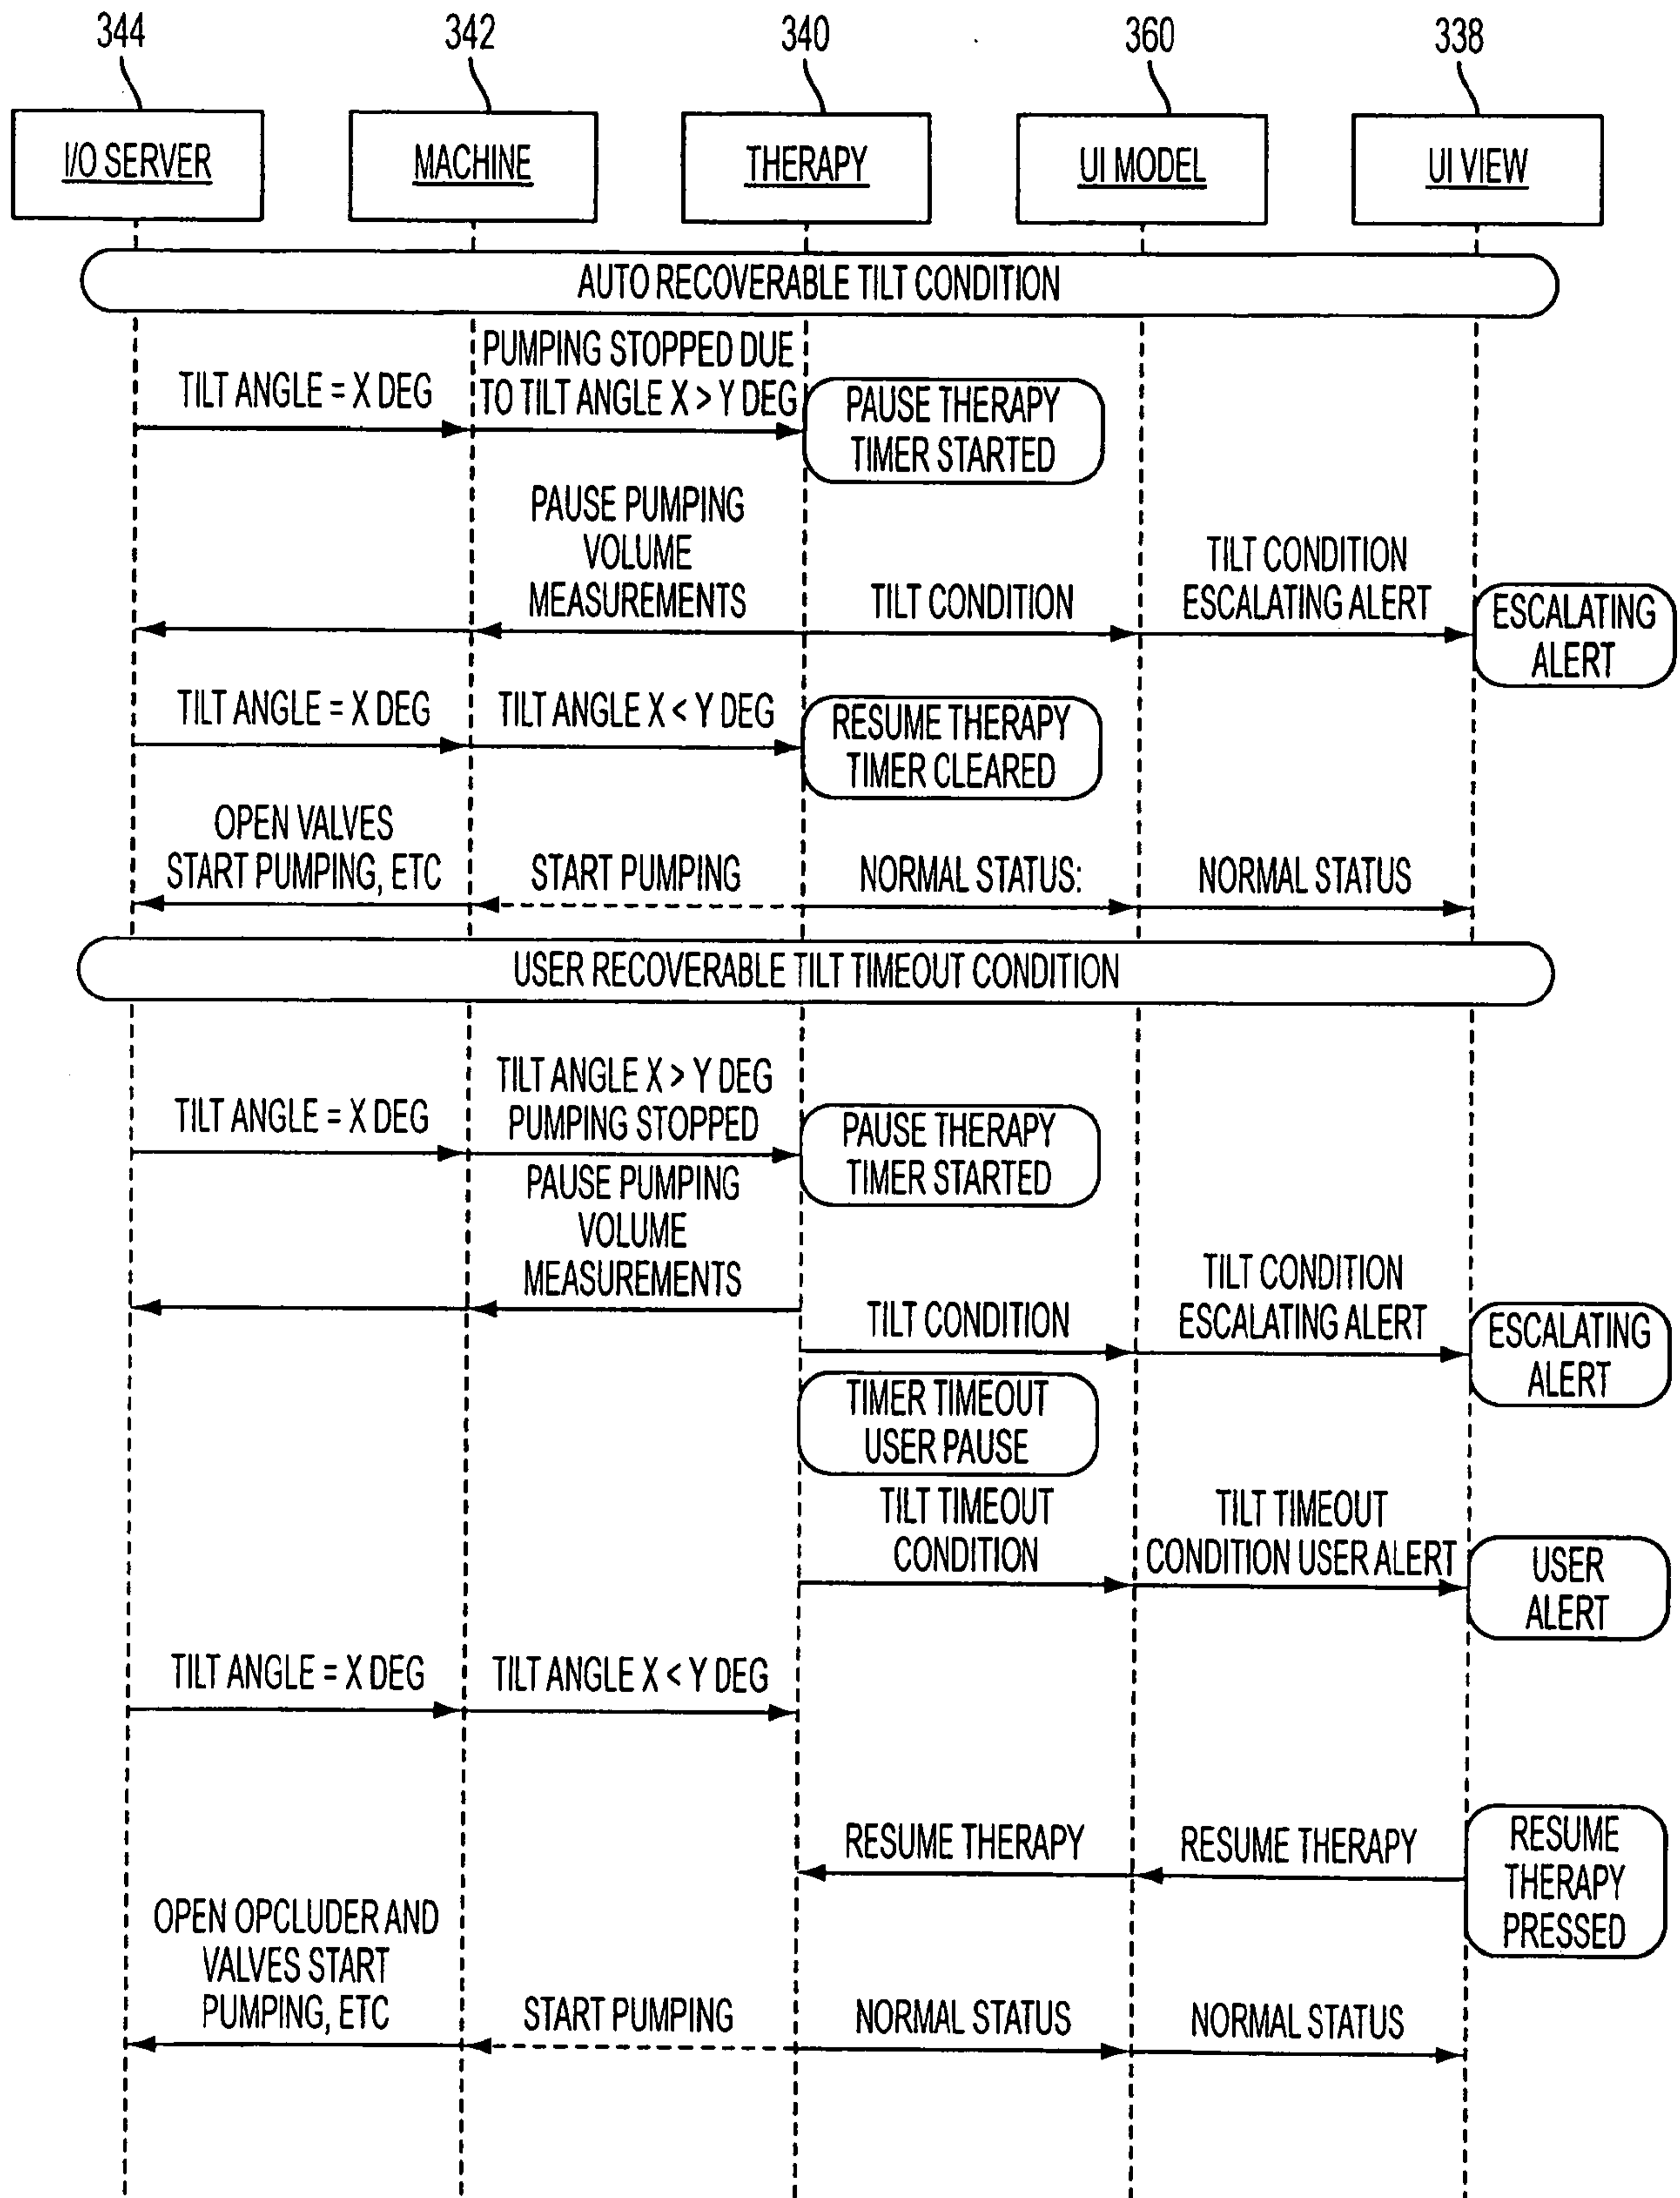 344
342
340
360
338
I/O SERVER
MACHINE
THERAPY
UI MODEL
UI VIEW
AUTO RECOVERABLE TILT CONDITION
TILT ANGLE = X DEG
PUMPING STOPPED DUE
TO TILT ANGLE X > Y DEG
PAUSE THERAPY
TIMER STARTED
PAUSE PUMPING
VOLUME
MEASUREMENTS
TILT CONDITION
TILT CONDITION
ESCALATING ALERT
ESCALATING
ALERT
TILT ANGLE = X DEG
TILT ANGLE X < Y DEG
RESUME THERAPY
TIMER CLEARED
OPEN VALVES
START PUMPING, ETC
START PUMPING
NORMAL STATUS:
NORMAL STATUS
USER RECOVERABLE TILT TIMEOUT CONDITION
TILT ANGLE = X DEG
TILT ANGLE X > Y DEG
PUMPING STOPPED
PAUSE THERAPY
TIMER STARTED
PAUSE PUMPING
VOLUME
MEASUREMENTS
TILT CONDITION
TILT CONDITION
ESCALATING ALERT
ESCALATING
ALERT
TIMER TIMEOUT
USER PAUSE
TILT TIMEOUT
CONDITION
TILT TIMEOUT
CONDITION USER ALERT
USER
ALERT
TILT ANGLE = X DEG
TILT ANGLE X < Y DEG
RESUME THERAPY
RESUME THERAPY
RESUME
THERAPY
PRESSED
OPEN OPCLUDER AND
VALVES START
PUMPING, ETC
START PUMPING
NORMAL STATUS
NORMAL STATUS